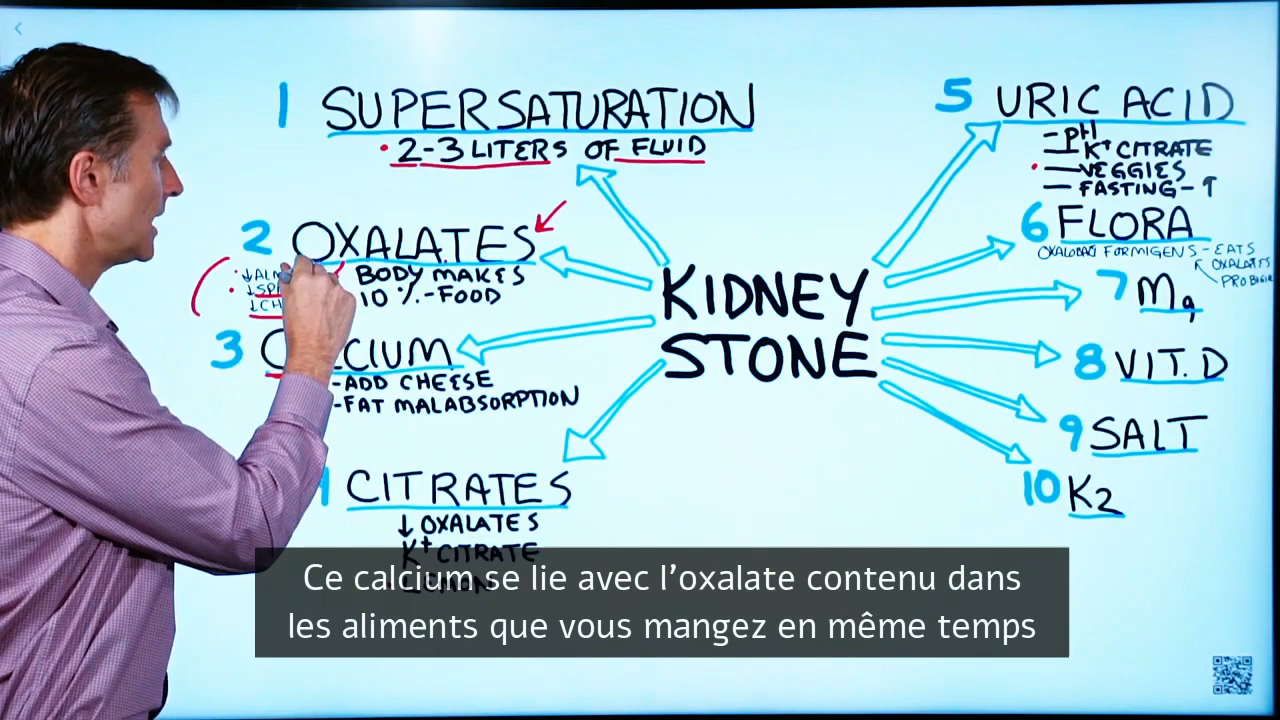 1 SUPERSATURATION
• 2-3 LITERS OF FLUID
2 OXALATES
BODY MAKES
10%-FOOD
3 CALCIUM
-ADD CHEESE
-FAT MALABSORPTION
CITRATES
↓ OXALATES
K+ CITRATE
KIDNEY
STONE
5 URIC ACID
- pH
K+ CITRATE
- VEGGIES
- FASTING-↑
6 FLORA
FORMIGENS - EATS
OXALATES
7 Mg
8 VIT. D
9 SALT
10 K2
Ce calcium se lie avec l'oxalate contenu dans
les aliments que vous mangez en même temps